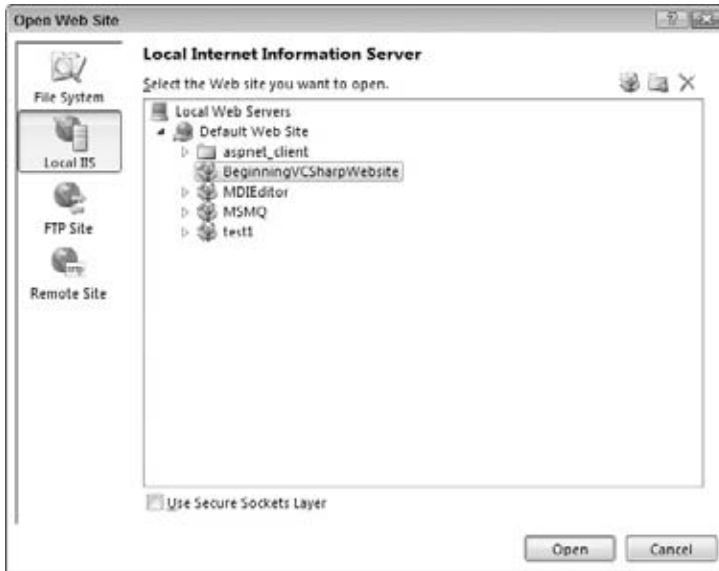 Open Web Site
File System
Local IIS
FTP Site
Remote Site
Local Internet Information Server
Select the Web site you want to open.
Local Web Servers
Default Web Site
aspnet_client
BeginningVCSharpWebsite
MDIEditor
MSMQ
test1
Use Secure Sockets Layer
Open
Cancel